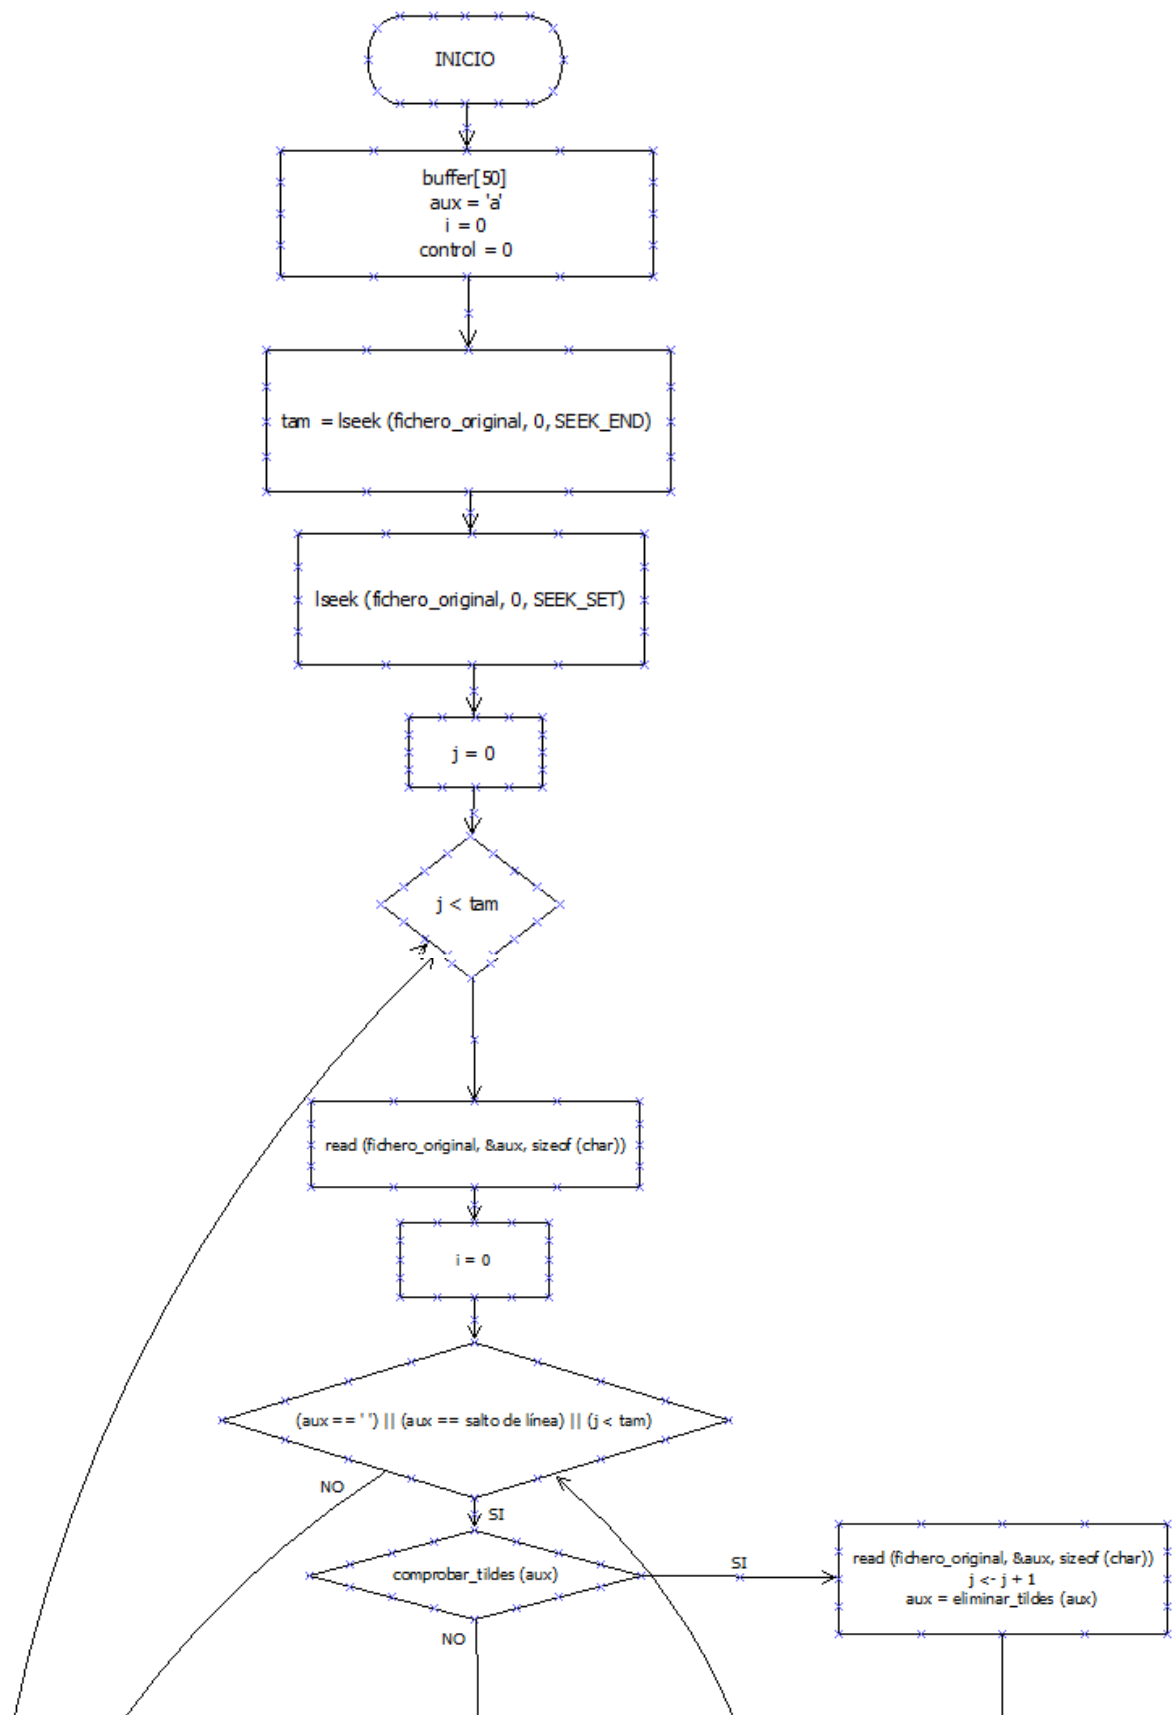 INICIO
buffer[50]
aux = 'a'
i = 0
control = 0
tam = lseek (fichero_original, 0, SEEK_END)
lseek (fichero_original, 0, SEEK_SET)
j = 0
j < tam
read (fichero_original, &aux, sizeof (char))
i = 0
(aux == ' ') || (aux == salto de línea) || (j < tam)
NO
SI
comprobar_tildes (aux)
SI
read (fichero_original, &aux, sizeof (char))
j <- j + 1
aux = eliminar_tildes (aux)
NO